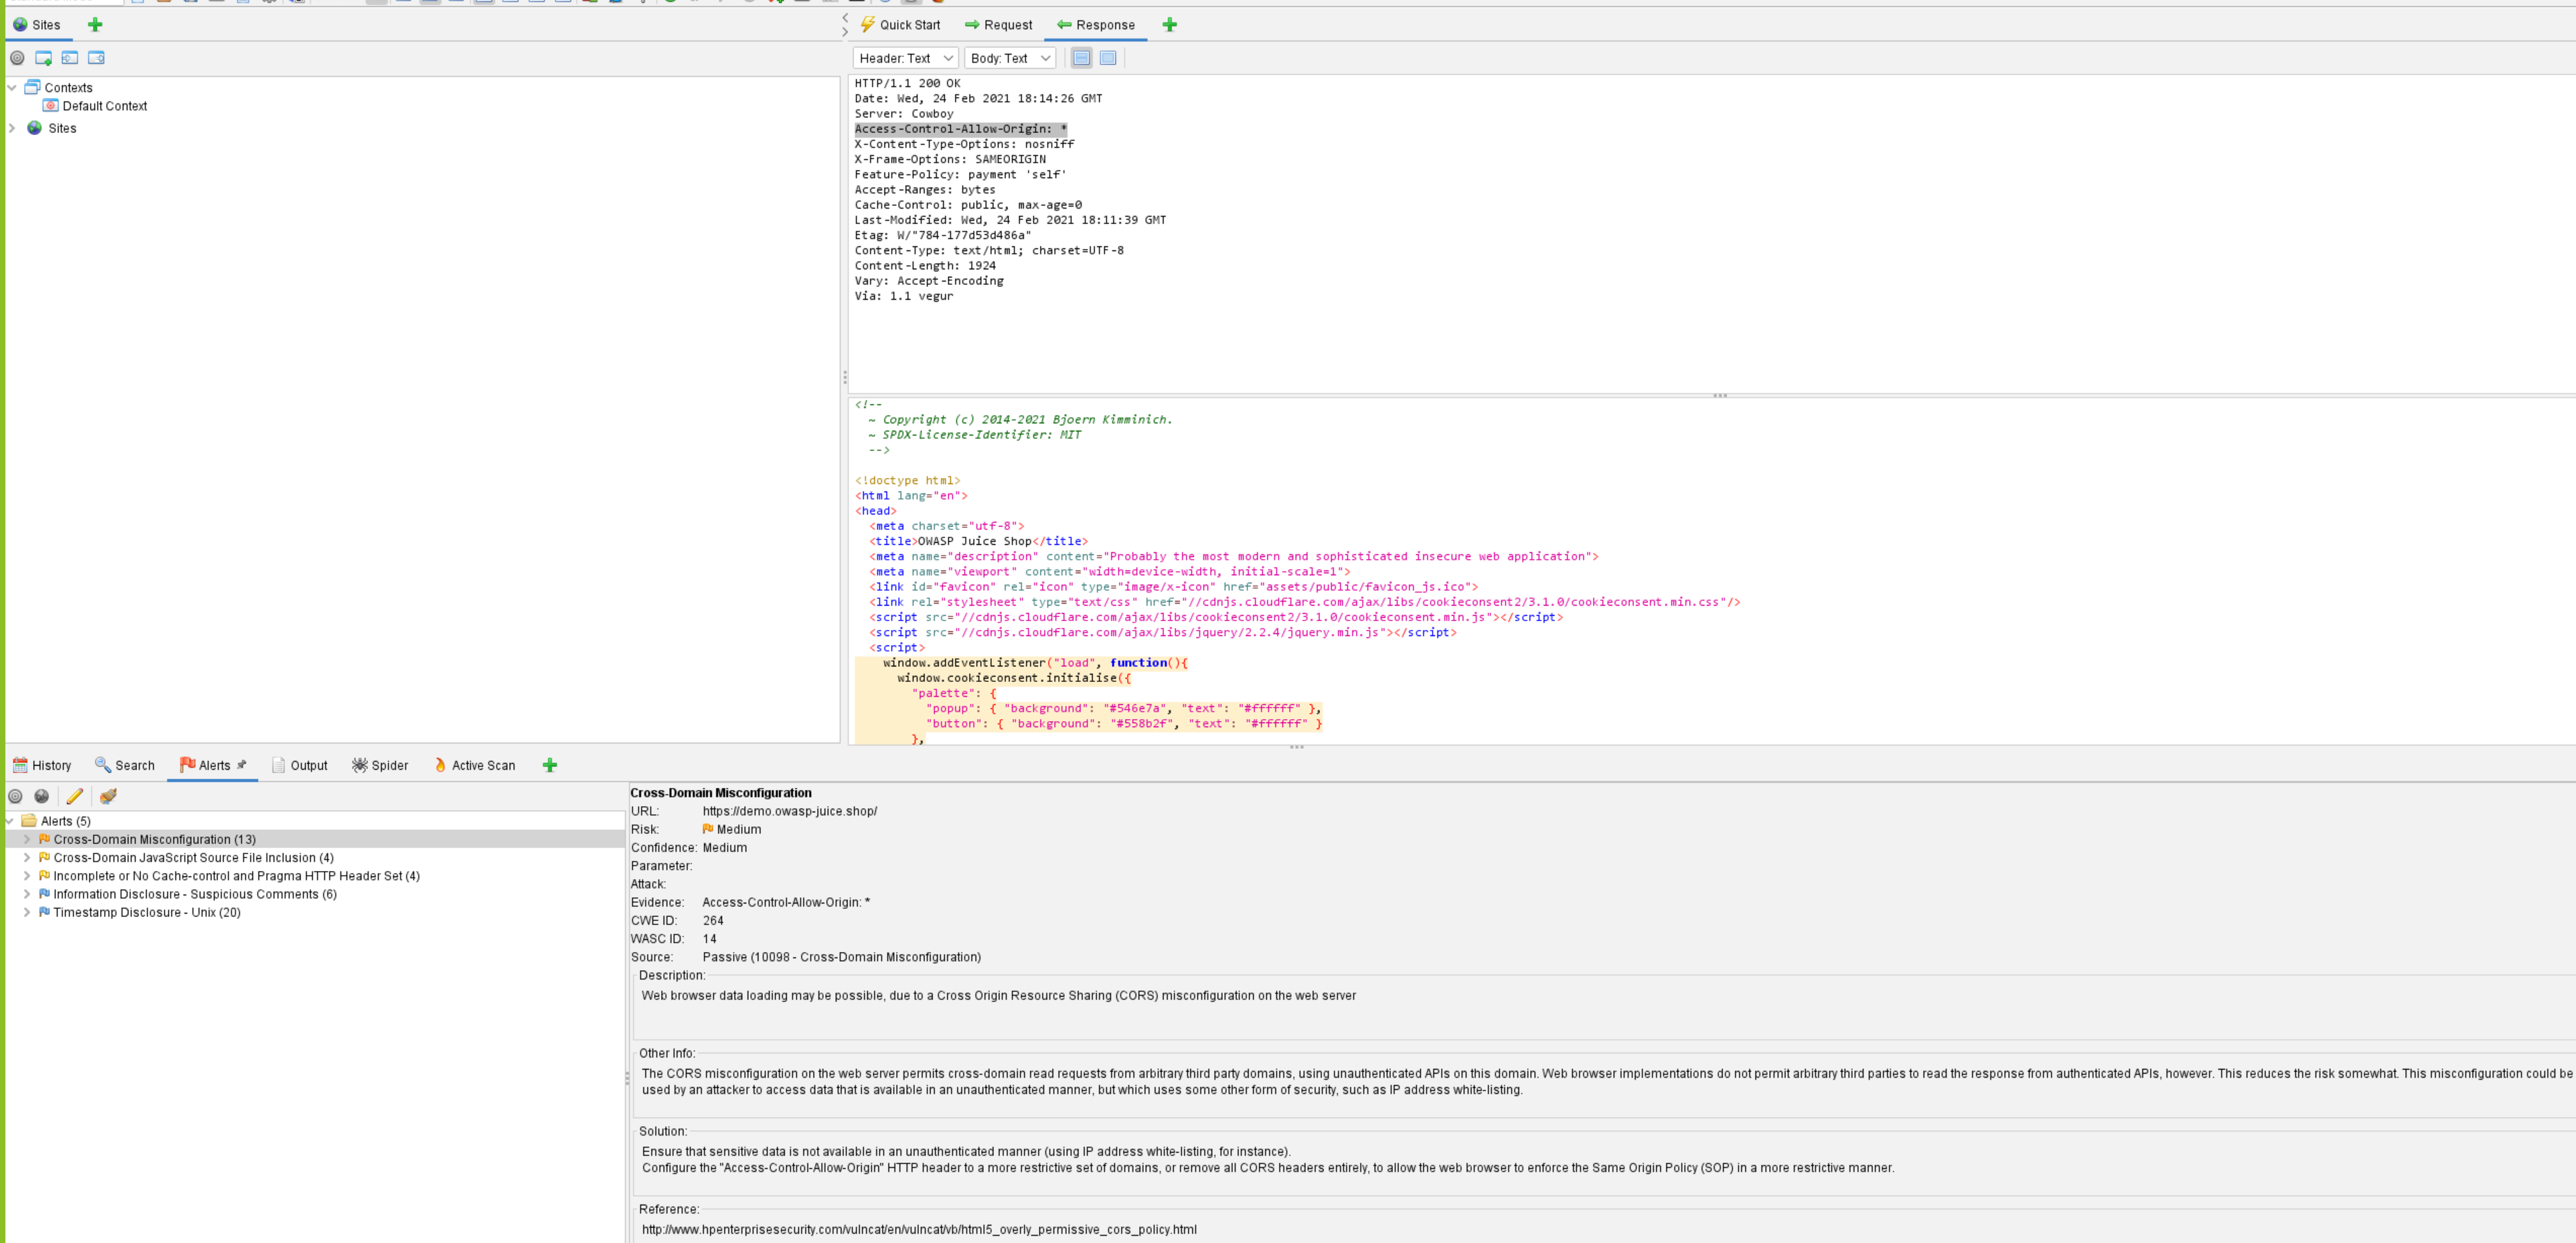 Sites
Quick Start
Request
Response
Header: Text
Body: Text
Contexts
Default Context
Sites
HTTP/1.1 200 OK
Date: Wed, 24 Feb 2021 18:14:26 GMT
Server: Cowboy
Access-Control-Allow-Origin: *
X-Content-Type-Options: nosniff
X-Frame-Options: SAMEORIGIN
Feature-Policy: payment 'self'
Accept-Ranges: bytes
Cache-Control: public, max-age=0
Last-Modified: Wed, 24 Feb 2021 18:11:39 GMT
Etag: W/"784-177d53d486a"
Content-Type: text/html; charset=UTF-8
Content-Length: 1924
Vary: Accept-Encoding
Via: 1.1 vegur
<!--
  ~ Copyright (c) 2014-2021 Bjoern Kimminich.
  ~ SPDX-License-Identifier: MIT
  -->
<!doctype html>
<html lang="en">
<head>
  <meta charset="utf-8">
  <title>OWASP Juice Shop</title>
  <meta name="description" content="Probably the most modern and sophisticated insecure web application">
  <meta name="viewport" content="width=device-width, initial-scale=1">
  <link id="favicon" rel="icon" type="image/x-icon" href="assets/public/favicon_js.ico">
  <link rel="stylesheet" type="text/css" href="//cdnjs.cloudflare.com/ajax/libs/cookieconsent2/3.1.0/cookieconsent.min.css"/>
  <script src="//cdnjs.cloudflare.com/ajax/libs/cookieconsent2/3.1.0/cookieconsent.min.js"></script>
  <script src="//cdnjs.cloudflare.com/ajax/libs/jquery/2.2.4/jquery.min.js"></script>
  <script>
    window.addEventListener("load", function(){
      window.cookieconsent.initialise({
        "palette": {
          "popup": { "background": "#546e7a", "text": "#ffffff" },
          "button": { "background": "#558b2f", "text": "#ffffff" }
        },
History
Search
Alerts
Output
Spider
Active Scan
Alerts (5)
Cross-Domain Misconfiguration (13)
Cross-Domain JavaScript Source File Inclusion (4)
Incomplete or No Cache-control and Pragma HTTP Header Set (4)
Information Disclosure - Suspicious Comments (6)
Timestamp Disclosure - Unix (20)
Cross-Domain Misconfiguration
URL: https://demo.owasp-juice.shop/
Risk: Medium
Confidence: Medium
Parameter:
Attack:
Evidence: Access-Control-Allow-Origin: *
CWE ID: 264
WASC ID: 14
Source: Passive (10098 - Cross-Domain Misconfiguration)
Description:
Web browser data loading may be possible, due to a Cross Origin Resource Sharing (CORS) misconfiguration on the web server
Other Info:
The CORS misconfiguration on the web server permits cross-domain read requests from arbitrary third party domains, using unauthenticated APIs on this domain. Web browser implementations do not permit arbitrary third parties to read the response from authenticated APIs, however. This reduces the risk somewhat. This misconfiguration could be
used by an attacker to access data that is available in an unauthenticated manner, but which uses some other form of security, such as IP address white-listing.
Solution:
Ensure that sensitive data is not available in an unauthenticated manner (using IP address white-listing, for instance).
Configure the "Access-Control-Allow-Origin" HTTP header to a more restrictive set of domains, or remove all CORS headers entirely, to allow the web browser to enforce the Same Origin Policy (SOP) in a more restrictive manner.
Reference:
http://www.hpenterprisesecurity.com/vulncat/en/vulncat/vb/html5_overly_permissive_cors_policy.html